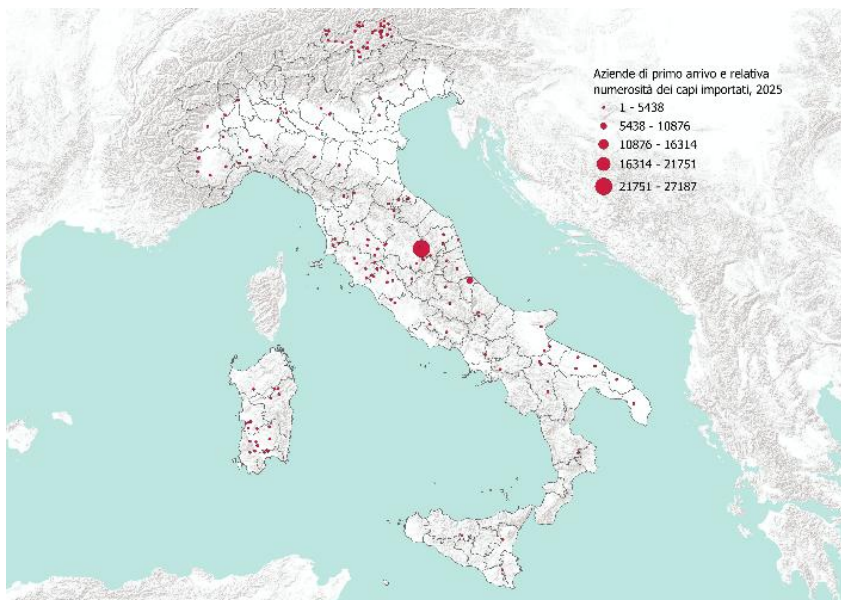 Aziende di primo arrivo e relativa
numerosità dei capi importati, 2025
1 - 5438
5438 - 10876
10876 - 16314
16314 - 21751
21751 - 27187